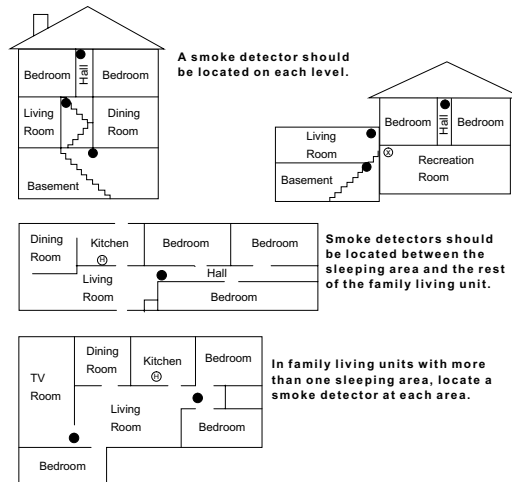 A smoke detector should
be located on each level.
Bedroom
Hall
Bedroom
Living
Room
Dining
Room
Basement
Bedroom
Hall
Bedroom
Living
Room
X
Recreation
Room
Basement
Dining
Room
Kitchen
H
Bedroom
Bedroom
Living
Room
Hall
Bedroom
Smoke detectors should
be located between the
sleeping area and the rest
of the family living unit.
TV
Room
Dining
Room
Kitchen
H
Bedroom
Living
Room
Bedroom
Bedroom
In family living units with more
than one sleeping area, locate a
smoke detector at each area.